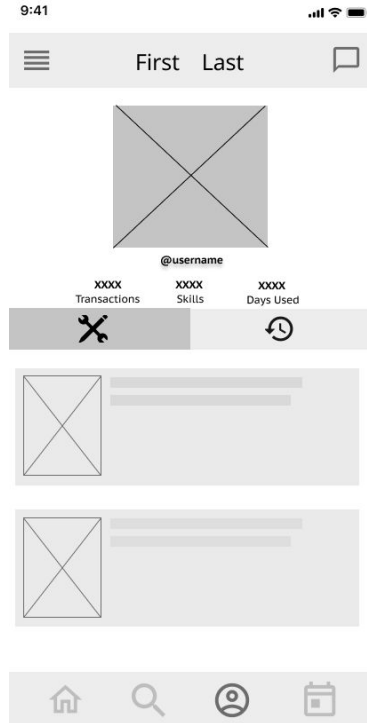 9:41
First Last
@username
XXXX XXXX XXXX
Transactions Skills Days Used